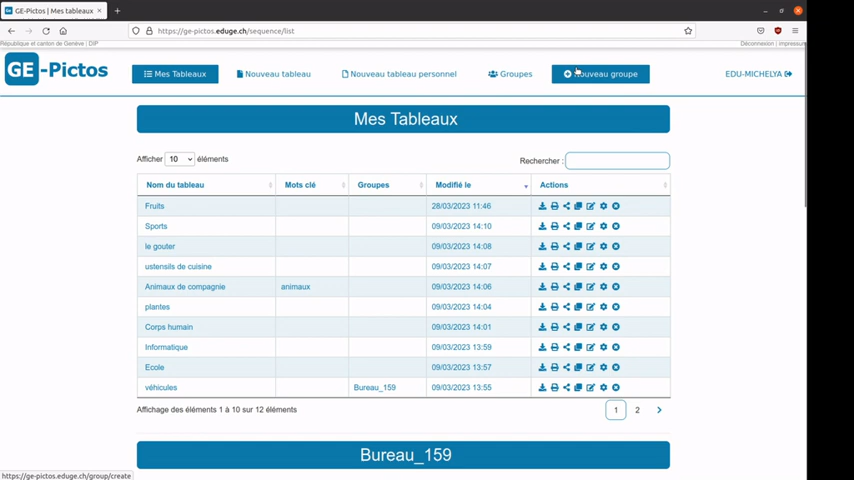 GE-Pictos | Mes tableaux × +
https://ge-pictos.eduge.ch/sequence/list
République et canton de Genève | DIP Déconnexion | impressum
GE-Pictos Mes Tableaux Nouveau tableau Nouveau tableau personnel Groupes Nouveau groupe EDU-MICHELYA
Mes Tableaux
Afficher 10 éléments Rechercher :
Nom du tableau Mots clé Groupes Modifié le Actions
Fruits 28/03/2023 11:46
Sports 09/03/2023 14:10
le gouter 09/03/2023 14:08
ustensils de cuisine 09/03/2023 14:07
Animaux de compagnie animaux 09/03/2023 14:06
plantes 09/03/2023 14:04
Corps humain 09/03/2023 14:01
Informatique 09/03/2023 13:59
Ecole 09/03/2023 13:57
véhicules Bureau_159 09/03/2023 13:55
Affichage des éléments 1 à 10 sur 12 éléments 1 2
Bureau_159
https://ge-pictos.eduge.ch/group/create